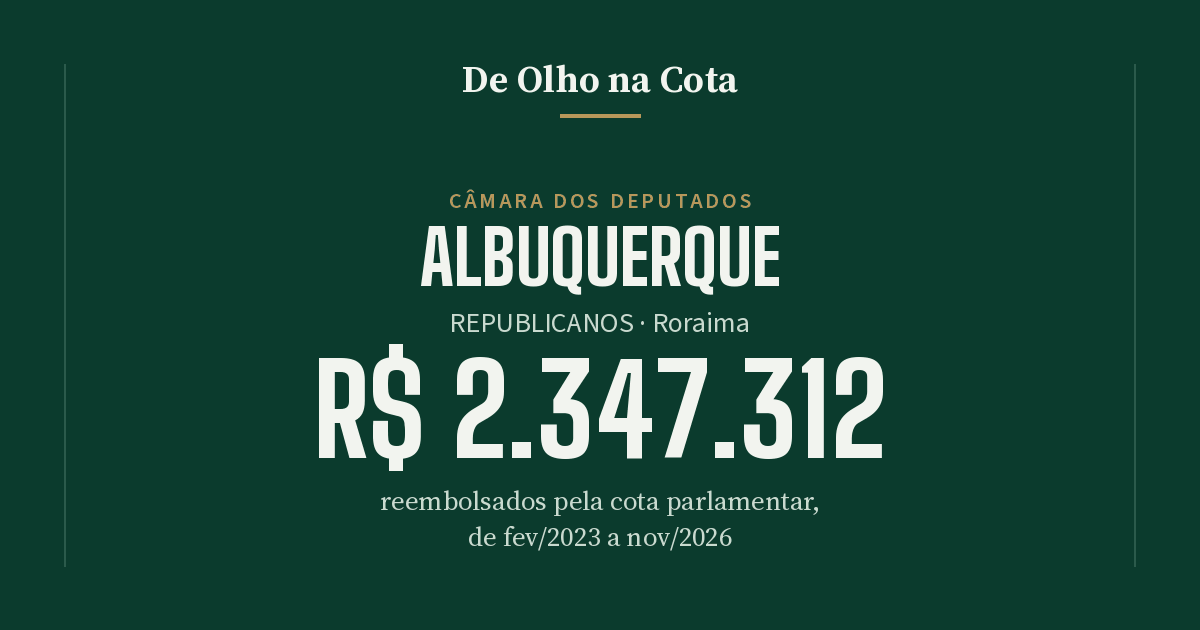 De Olho na Cota
CÂMARA DOS DEPUTADOS
ALBUQUERQUE
REPUBLICANOS · Roraima
R$ 2.347.312
reembolsados pela cota parlamentar,
de fev/2023 a nov/2026